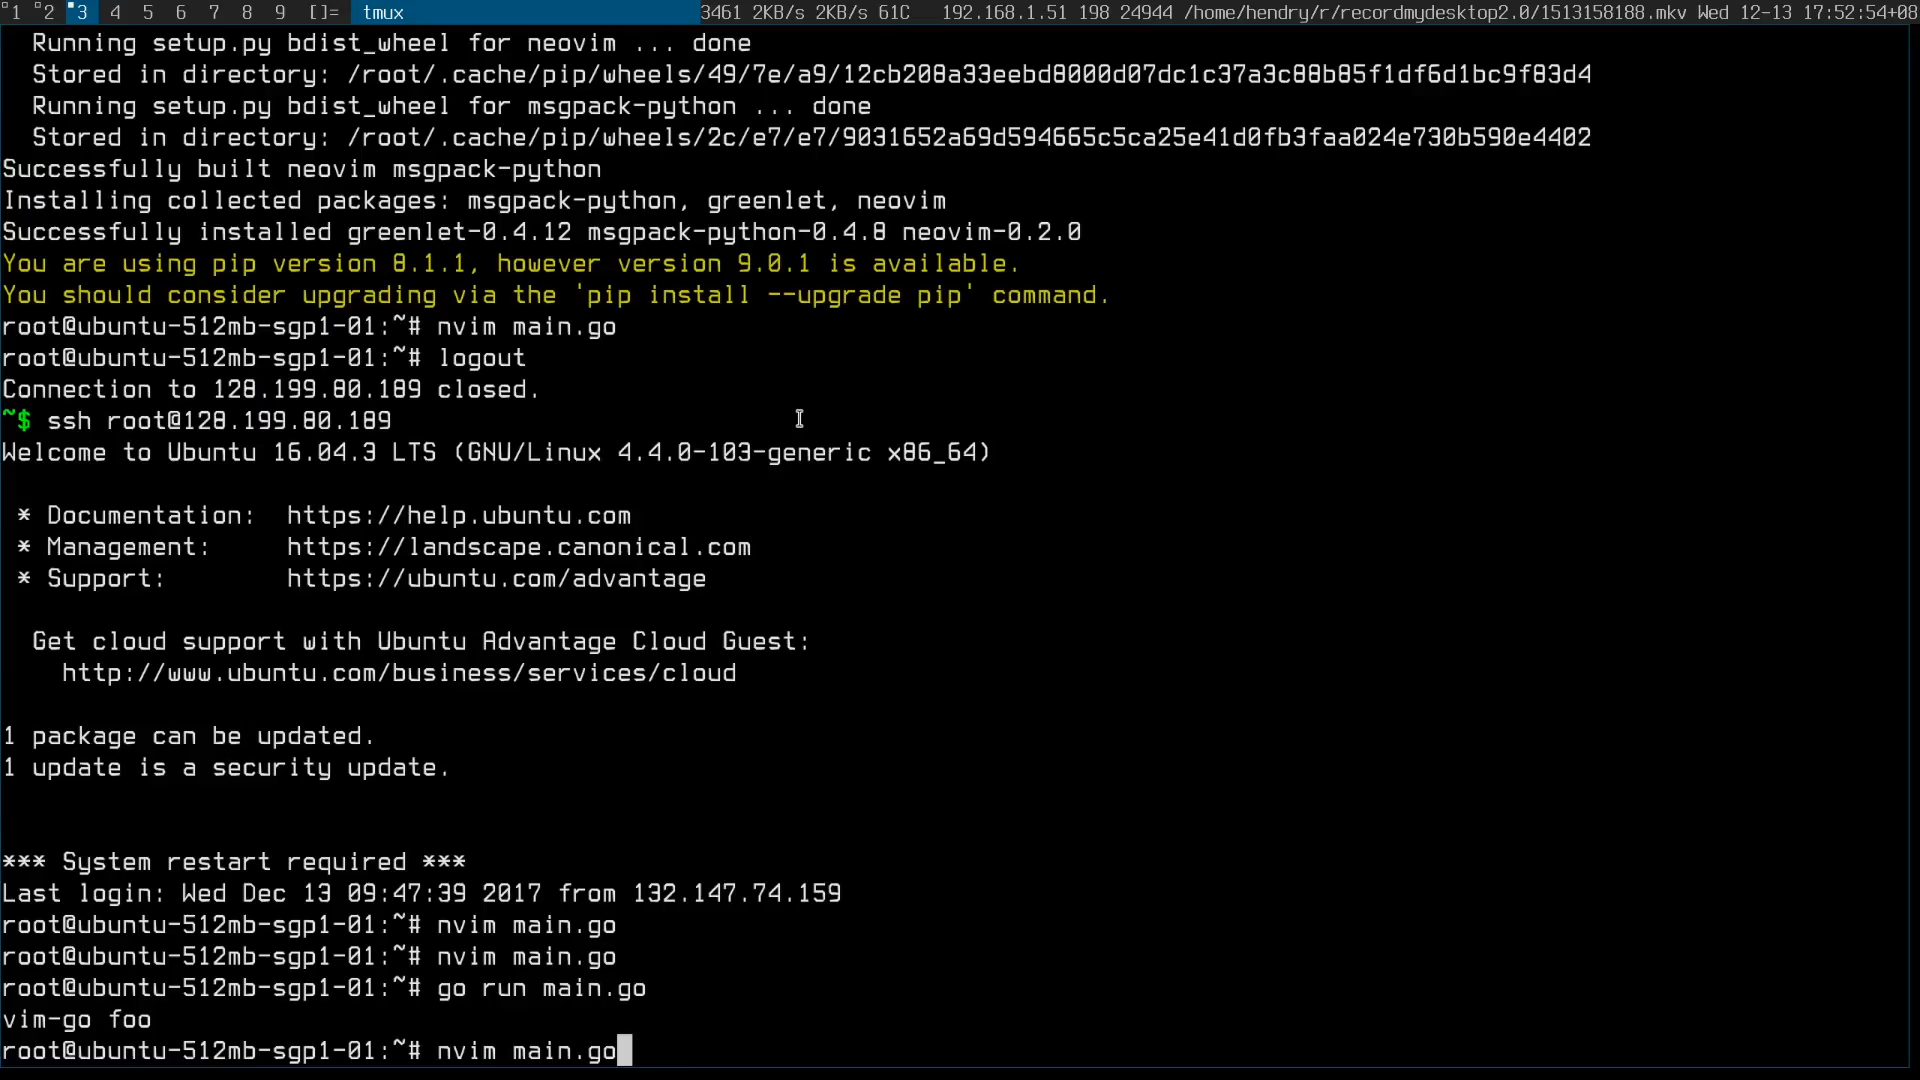 1 2 3 4 5 6 7 8 9 []= tmux 3461 2KB/s 2KB/s 61C 192.168.1.51 198 24944 /home/hendry/r/recordmydesktop2.0/1513158188.mkv Wed 12-13 17:52:54+08
Running setup.py bdist_wheel for neovim ... done
Stored in directory: /root/.cache/pip/wheels/49/7e/a9/12cb208a33eebd8000d07dc1c37a3c88b85f1df6d1bc9f83d4
Running setup.py bdist_wheel for msgpack-python ... done
Stored in directory: /root/.cache/pip/wheels/2c/e7/e7/9031652a69d594665c5ca25e41d0fb3faa024e730b590e4402
Successfully built neovim msgpack-python
Installing collected packages: msgpack-python, greenlet, neovim
Successfully installed greenlet-0.4.12 msgpack-python-0.4.8 neovim-0.2.0
You are using pip version 8.1.1, however version 9.0.1 is available.
You should consider upgrading via the 'pip install --upgrade pip' command.
root@ubuntu-512mb-sgp1-01:~# nvim main.go
root@ubuntu-512mb-sgp1-01:~# logout
Connection to 128.199.80.189 closed.
~$ ssh root@128.199.80.189
Welcome to Ubuntu 16.04.3 LTS (GNU/Linux 4.4.0-103-generic x86_64)
* Documentation:  https://help.ubuntu.com
* Management:     https://landscape.canonical.com
* Support:        https://ubuntu.com/advantage
Get cloud support with Ubuntu Advantage Cloud Guest:
http://www.ubuntu.com/business/services/cloud
1 package can be updated.
1 update is a security update.
*** System restart required ***
Last login: Wed Dec 13 09:47:39 2017 from 132.147.74.159
root@ubuntu-512mb-sgp1-01:~# nvim main.go
root@ubuntu-512mb-sgp1-01:~# nvim main.go
root@ubuntu-512mb-sgp1-01:~# go run main.go
vim-go foo
root@ubuntu-512mb-sgp1-01:~# nvim main.go